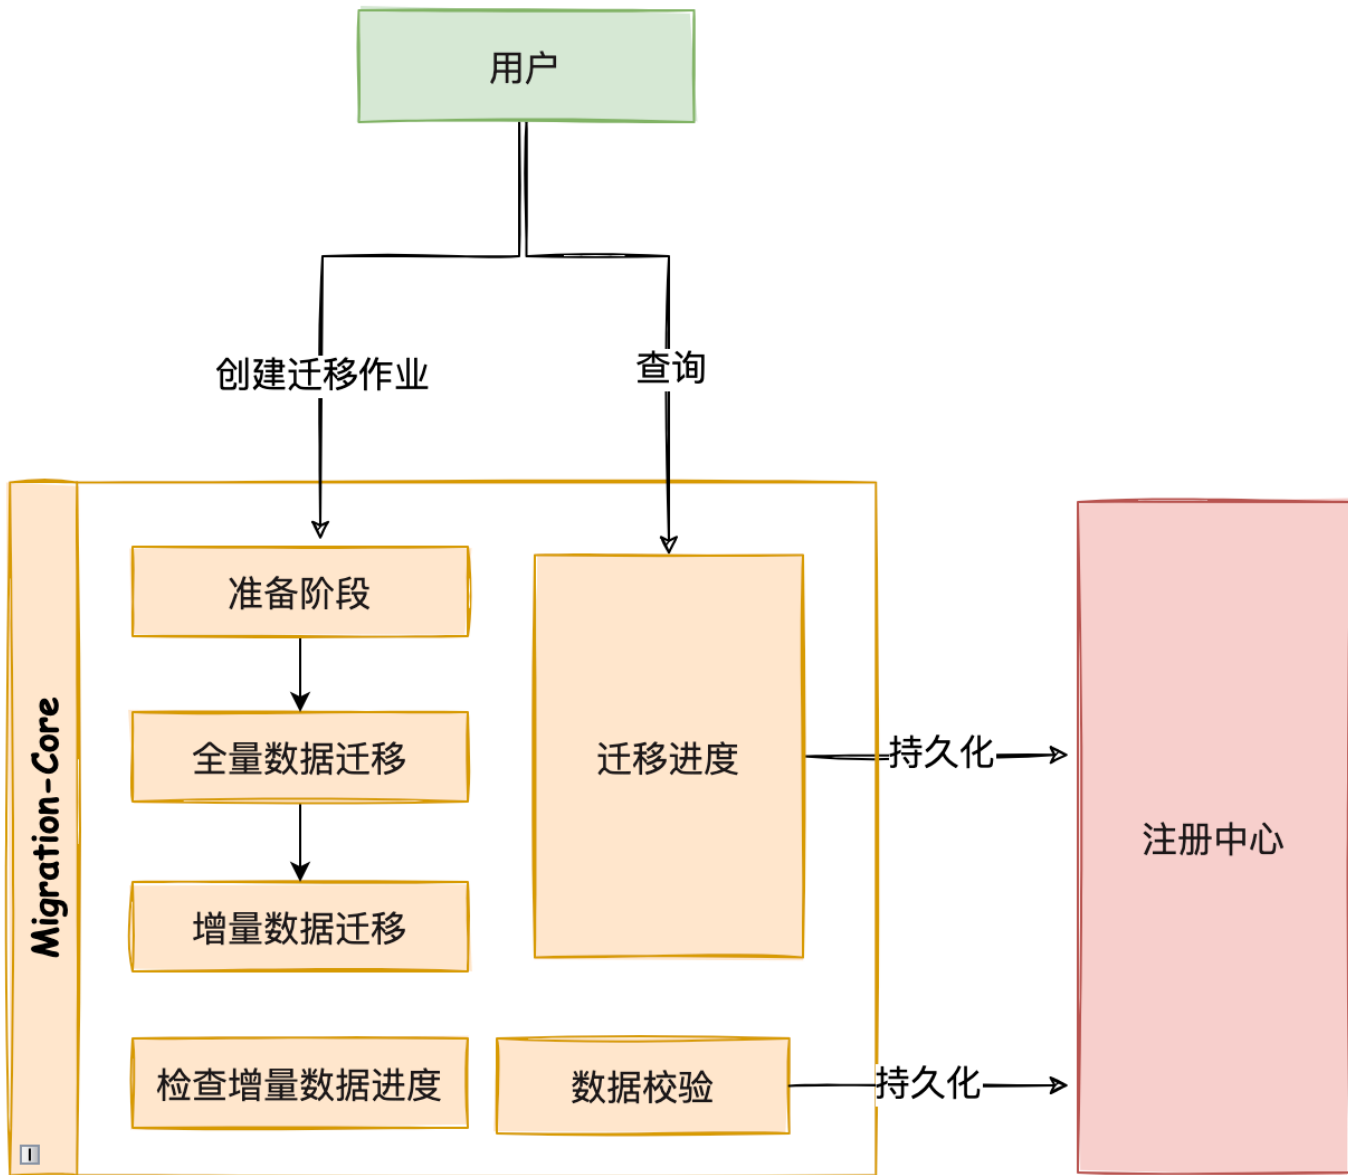 用户
创建迁移作业
查询
Migration-Core
准备阶段
全量数据迁移
增量数据迁移
检查增量数据进度
迁移进度
数据校验
持久化
持久化
注册中心